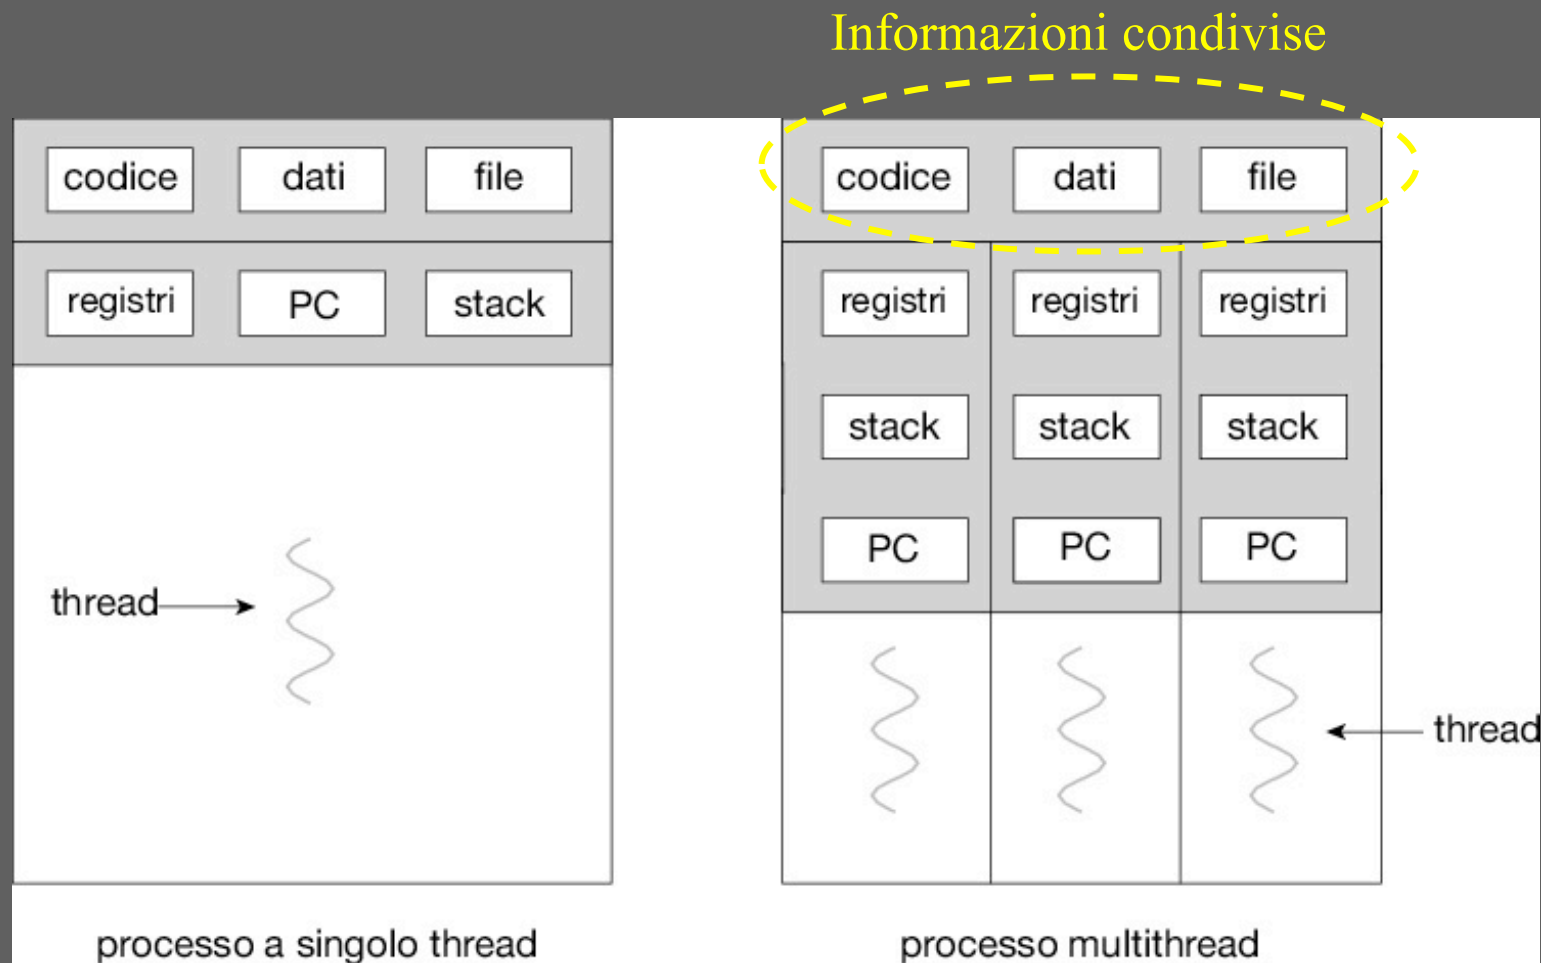 Informazioni condivise
codice dati file
registri PC stack
thread
processo a singolo thread
codice dati file
registri registri registri
stack stack stack
PC PC PC
thread
processo multithread